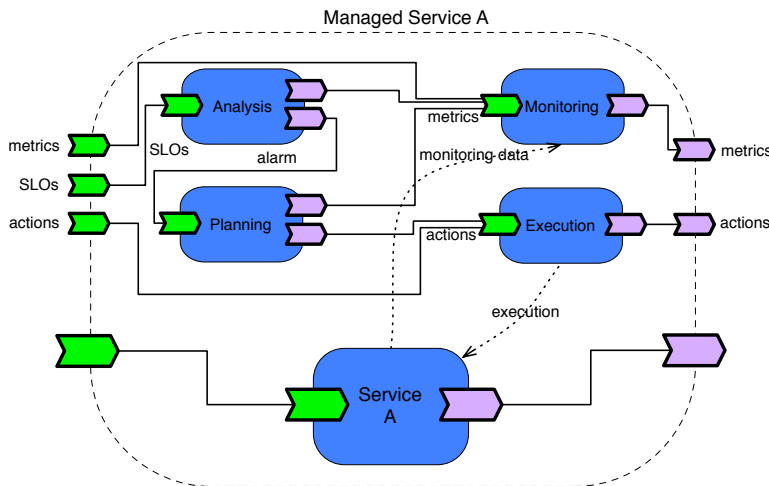 Managed Service A
Analysis
Monitoring
metrics
metrics
SLOs
alarm
monitoring data
metrics
SLOs
actions
Planning
actions
Execution
actions
execution
Service
A